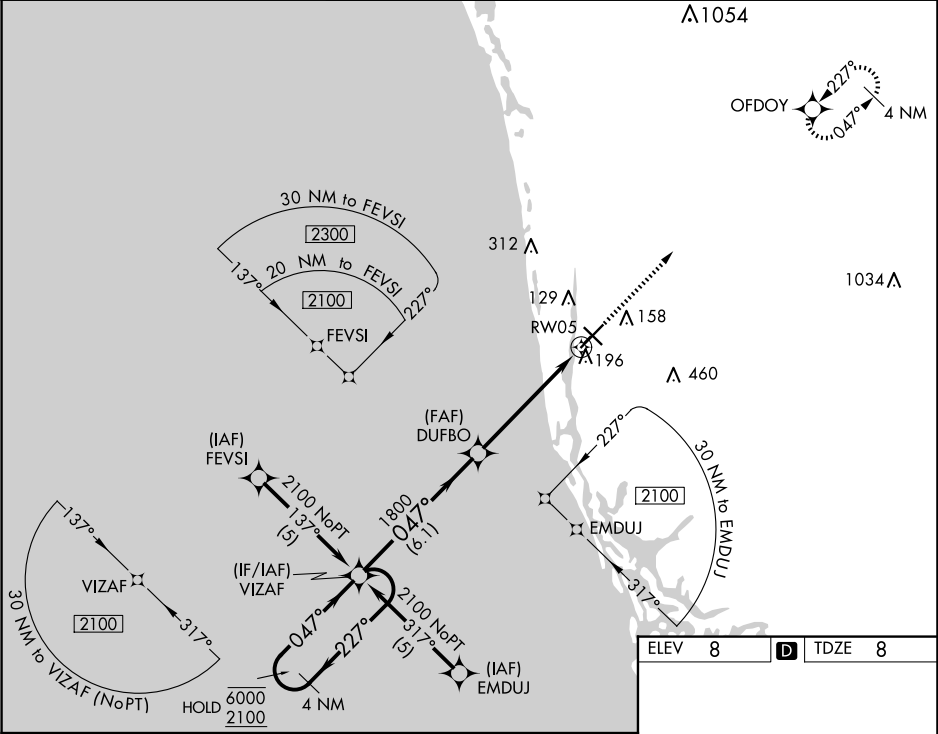 1054
OFDOY
227°
047°
4 NM
30 NM to FEVSI
2300
20 NM to FEVSI
2100
137°
227°
FEVSI
312
129
RW05
158
196
1034
460
(FAF)
DUFBO
(IAF)
FEVSI
2100 NoPT
137°
(5)
1800
047°
(6.1)
(IF/IAF)
VIZAF
227°
30 NM to EMDUJ
2100
EMDUJ
317°
137°
VIZAF
2100
317°
30 NM to VIZAF (NoPT)
047°
227°
2100 NoPT
317°
(5)
(IAF)
EMDUJ
HOLD
6000
2100
4 NM
ELEV 8
D
TDZE 8